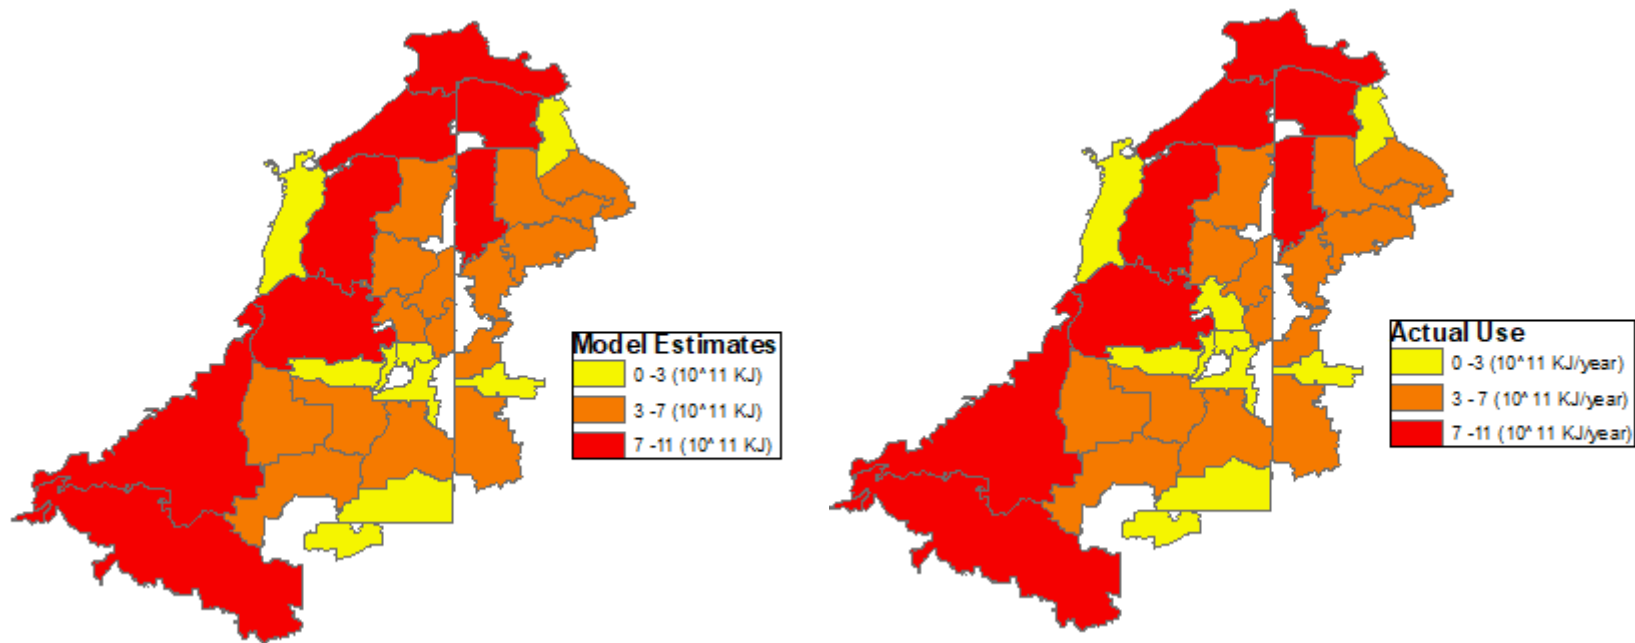 Model Estimates
0 -3 (10^11 KJ)
3 -7 (10^11 KJ)
7 -11 (10^11 KJ)
Actual Use
0 -3 (10^11 KJ/year)
3 - 7 (10^11 KJ/year)
7 -11 (10^11 KJ/year)